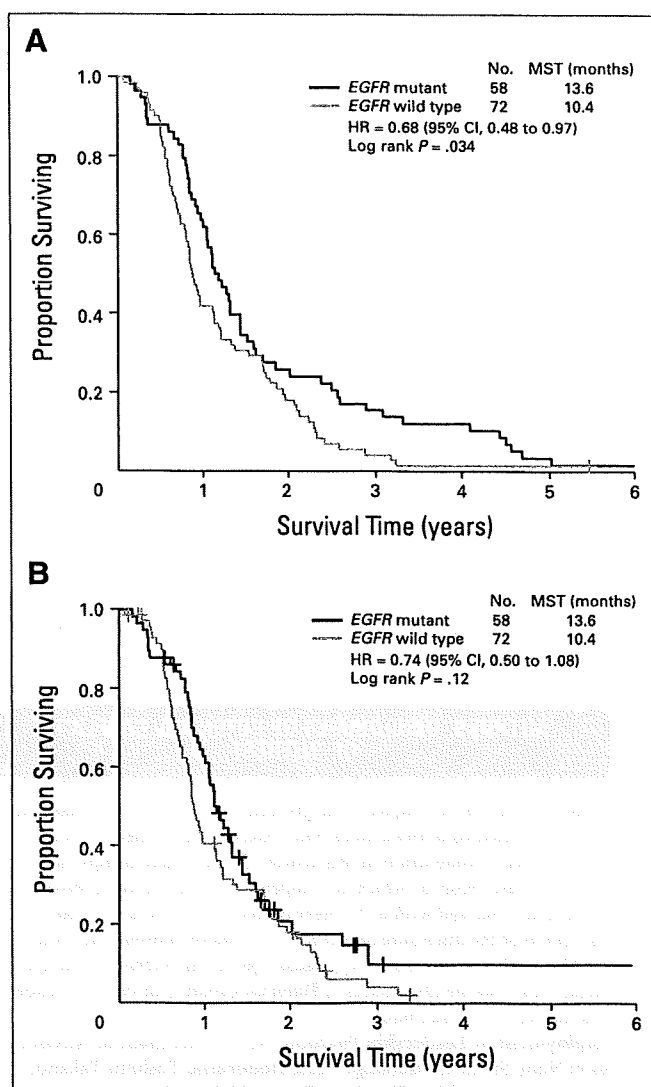 A
No. MST (months)
EGFR mutant 58 13.6
EGFR wild type 72 10.4
HR = 0.68 (95% CI, 0.48 to 0.97)
Log rank P = .034
Proportion Surviving
1.0
0.8
0.6
0.4
0.2
0 1 2 3 4 5 6
Survival Time (years)
B
No. MST (months)
EGFR mutant 58 13.6
EGFR wild type 72 10.4
HR = 0.74 (95% CI, 0.50 to 1.08)
Log rank P = .12
Proportion Surviving
1.0
0.8
0.6
0.4
0.2
0 1 2 3 4 5 6
Survival Time (years)